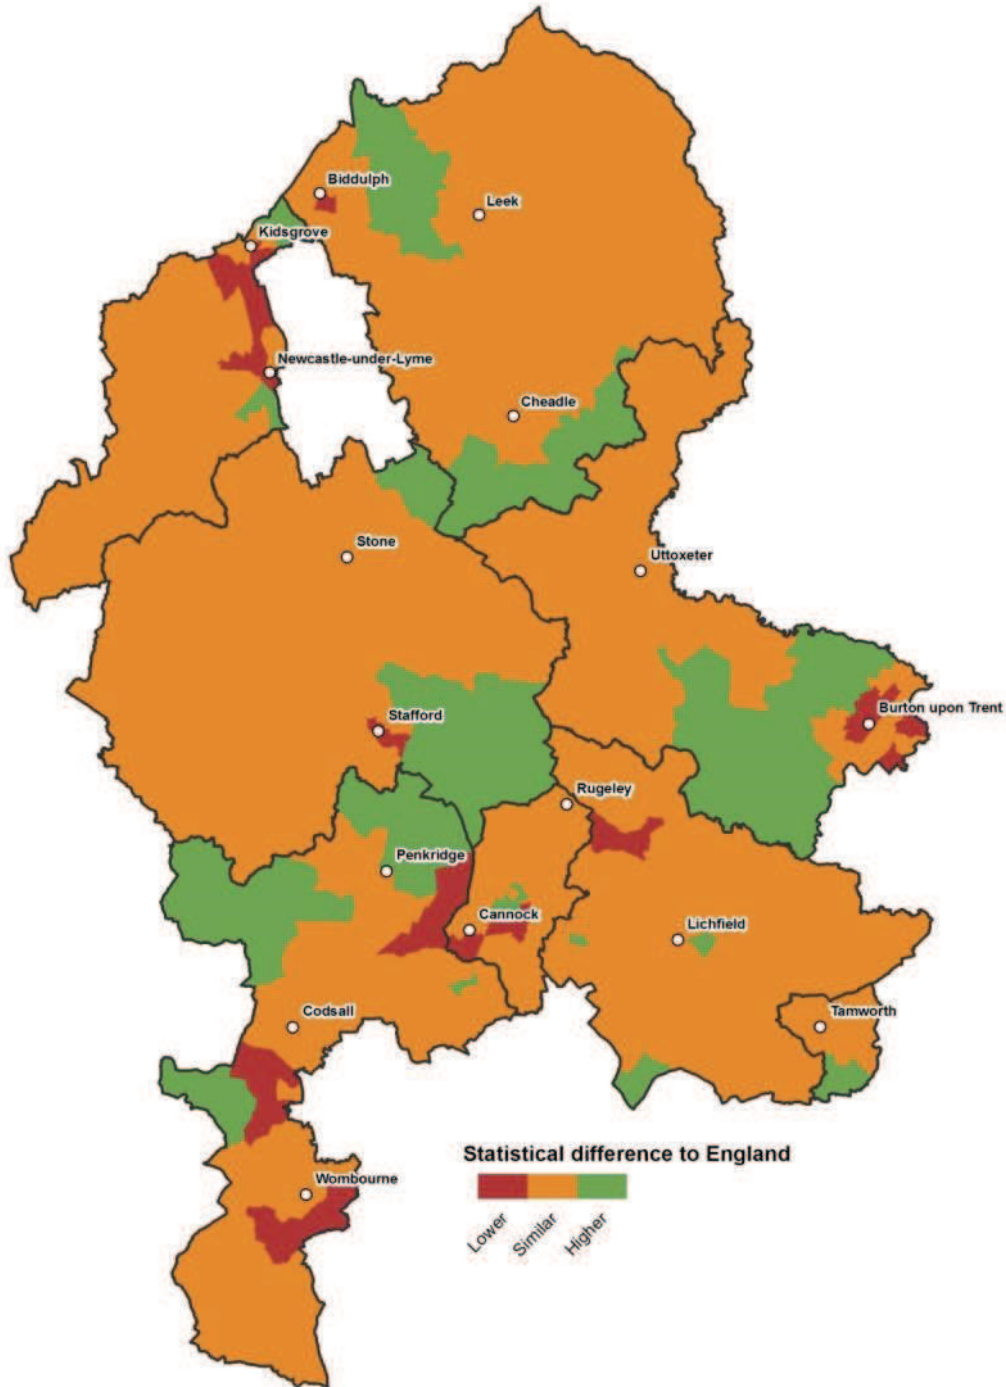 Biddulph
Leek
Kidsgrove
Newcastle-under-Lyme
Cheadle
Stone
Uttoxeter
Stafford
Burton upon Trent
Rugeley
Penkridge
Cannock
Lichfield
Codsall
Tamworth
Statistical difference to England
Wombourne
Lower
Similar
Higher